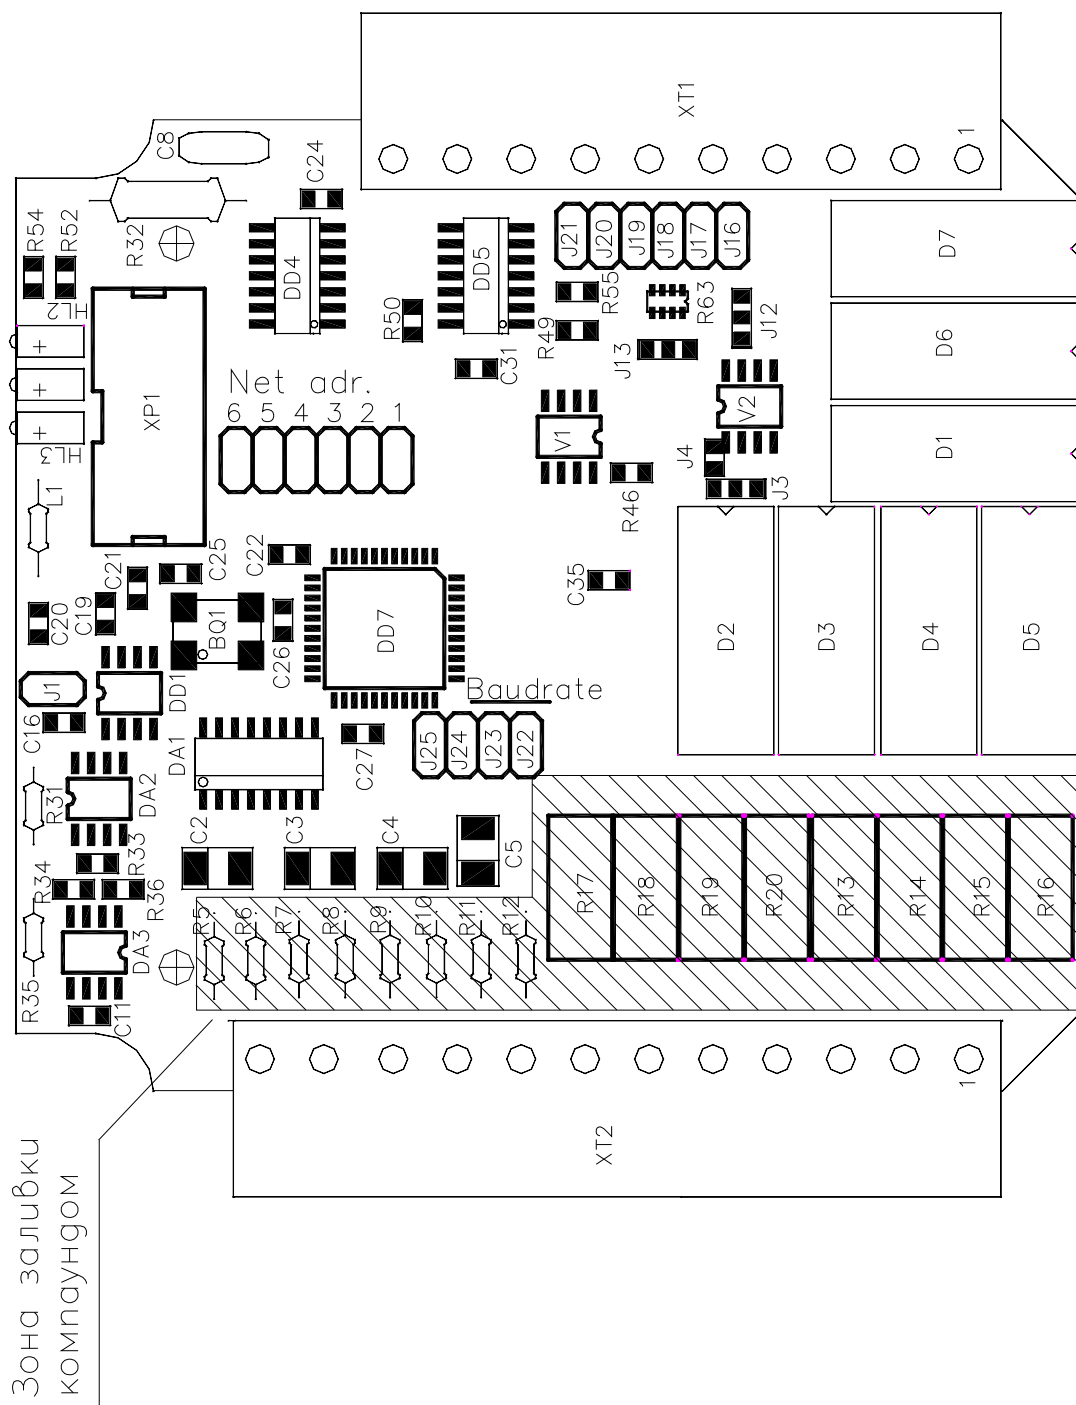 XT1
1
C8
C24
R54
R52
R32
HL2
DD4
DD5
J21
J20
J19
J18
J17
J16
D7
R50
R55
R49
R63
J12
J13
D6
C31
XP1
Net adr.
6 5 4 3 2 1
V1
V2
D1
HL3
L1
J4
J3
R46
C21
C25
C22
C35
C20
C19
BQ1
C26
DD7
D2
D3
D4
D5
J1
DD1
C16
Baudrate
DA1
C27
J25
J24
J23
J22
R31
DA2
C2
C3
C4
C5
R33
R34
R36
R17
R18
R19
R20
R13
R14
R15
R16
R5.
R6.
R7.
R8.
R9.
R10.
R11.
R12.
DA3
R35
C11
1
XT2
Зона заливки
компаундом